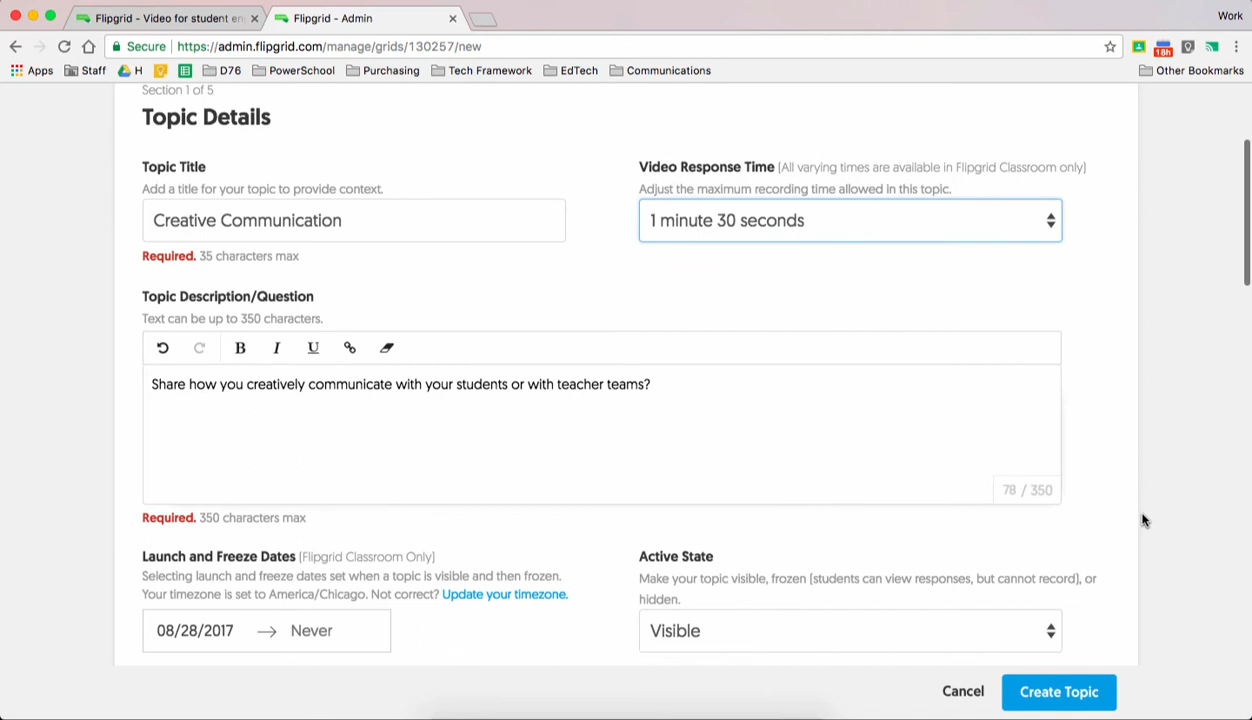 Flipgrid - Video for student en
Flipgrid - Admin
Work
Secure
https://admin.flipgrid.com/manage/grids/130257/new
18h
Apps
Staff
H
D76
PowerSchool
Purchasing
Tech Framework
EdTech
Communications
Other Bookmarks
Section 1 of 5
Topic Details
Topic Title
Add a title for your topic to provide context.
Creative Communication
Required. 35 characters max
Video Response Time (All varying times are available in Flipgrid Classroom only)
Adjust the maximum recording time allowed in this topic.
1 minute 30 seconds
Topic Description/Question
Text can be up to 350 characters.
B I U
Share how you creatively communicate with your students or with teacher teams?
78 / 350
Required. 350 characters max
Launch and Freeze Dates (Flipgrid Classroom Only)
Selecting launch and freeze dates set when a topic is visible and then frozen.
Your timezone is set to America/Chicago. Not correct? Update your timezone.
08/28/2017 → Never
Active State
Make your topic visible, frozen (students can view responses, but cannot record), or
hidden.
Visible
Cancel
Create Topic